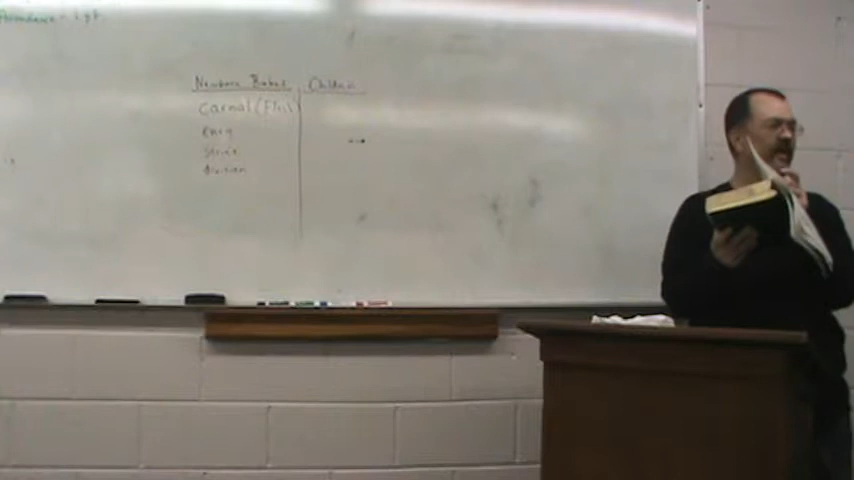 Newborn Babes Children
Carnal (Flesh)
Envy
Strife
division